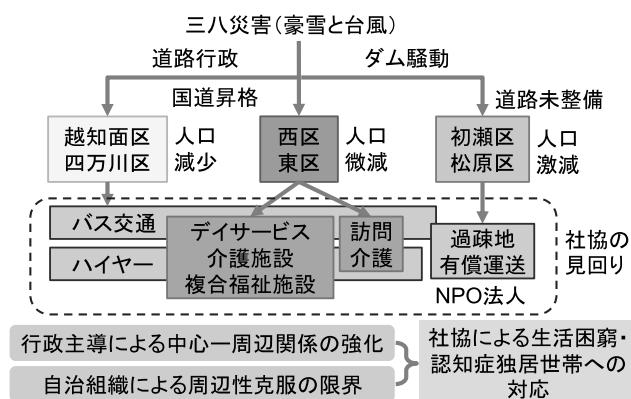 三八災害（豪雪と台風）
道路行政
ダム騒動
国道昇格
道路未整備
越知面区
四万川区
人口
減少
西区
東区
人口
微減
初瀬区
松原区
人口
激減
バス交通
ハイヤー
デイサービス
介護施設
複合福祉施設
訪問
介護
過疎地
有償運送
NPO法人
社協の
見回り
行政主導による中心ー周辺関係の強化
自治組織による周辺性克服の限界
社協による生活困窮・
認知症独居世帯への
対応